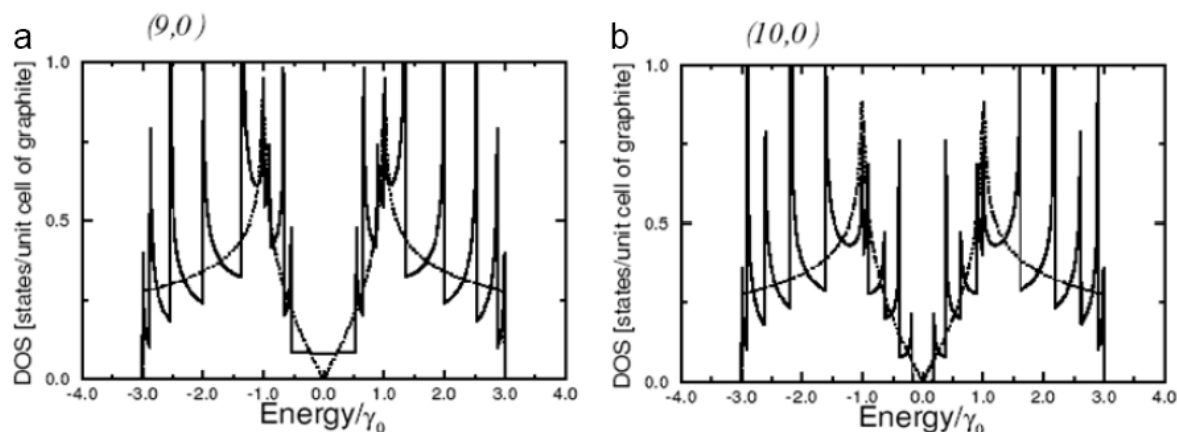 a
(9,0)
DOS [states/unit cell of graphite]
1.0
0.5
0.0
-4.0 -3.0 -2.0 -1.0 0.0 1.0 2.0 3.0 4.0
Energy/γ₀
b
(10,0)
DOS [states/unit cell of graphite]
1.0
0.5
0.0
-4.0 -3.0 -2.0 -1.0 0.0 1.0 2.0 3.0 4.0
Energy/γ₀